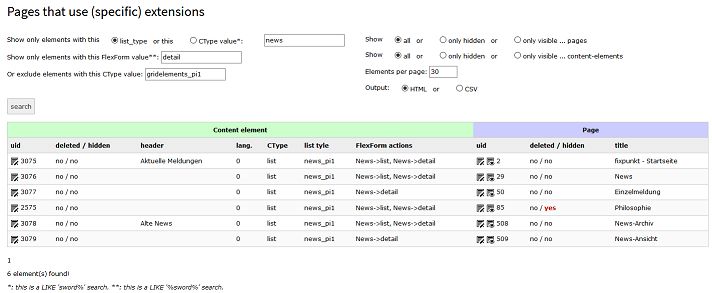 Pages that use (specific) extensions
Show only elements with this list_type or this CType value*: news
Show only elements with this FlexForm value**: detail
Or exclude elements with this CType value: gridelements_pi1
Show all or only hidden or only visible ... pages
Show all or only hidden or only visible ... content-elements
Elements per page: 30
Output: HTML or CSV
search
Content element Page
uid deleted / hidden header lang. CType list tyle FlexForm actions uid deleted / hidden title
3075 no / no Aktuelle Meldungen 0 list news_pi1 News->list, News->detail 2 no / no fixpunkt - Startseite
3076 no / no 0 list news_pi1 News->list, News->detail 29 no / no News
3077 no / no 0 list news_pi1 News->detail 50 no / no Einzelmeldung
2575 no / no 0 list news_pi1 News->list, News->detail 85 no / yes Philosophie
3078 no / no Alte News 0 list news_pi1 News->list, News->detail 508 no / no News-Archiv
3079 no / no 0 list news_pi1 News->detail 509 no / no News-Ansicht
1
6 element(s) found!
*: this is a LIKE 'sword%' search. **: this is a LIKE '%sword%' search.